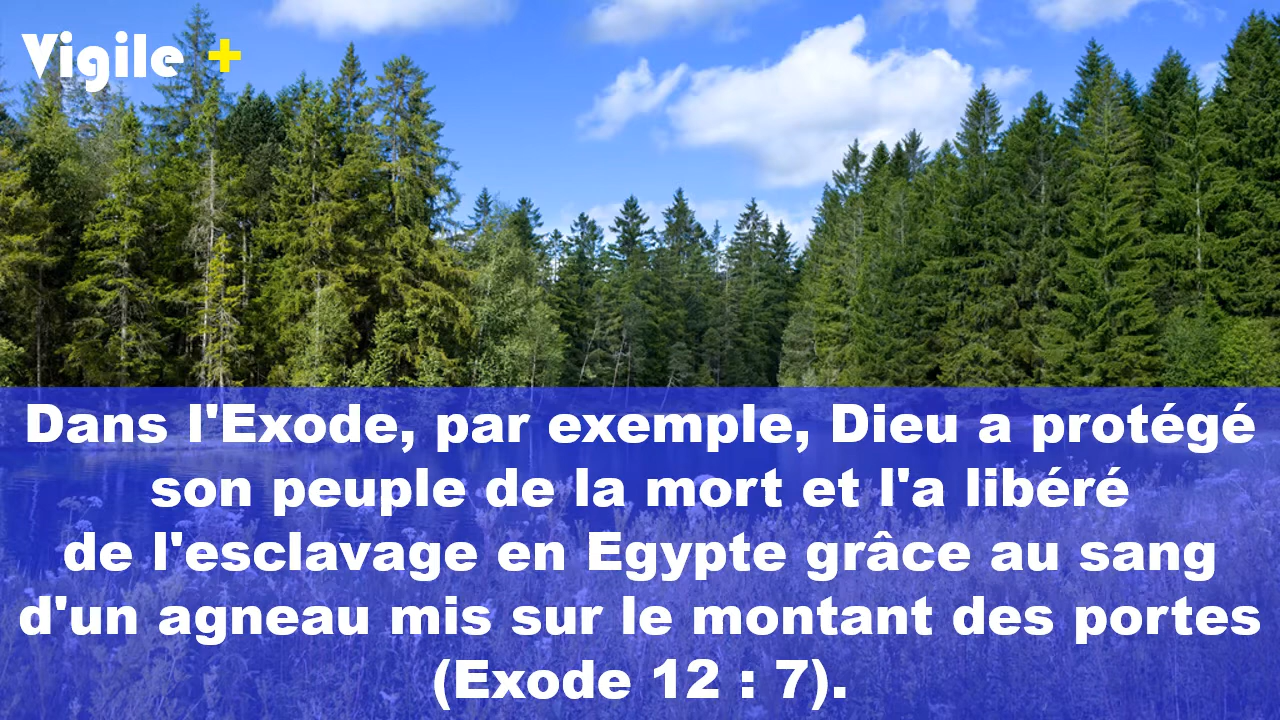 Vigile +
Dans l'Exode, par exemple, Dieu a protégé
son peuple de la mort et l'a libéré
de l'esclavage en Egypte grâce au sang
d'un agneau mis sur le montant des portes
(Exode 12 : 7).